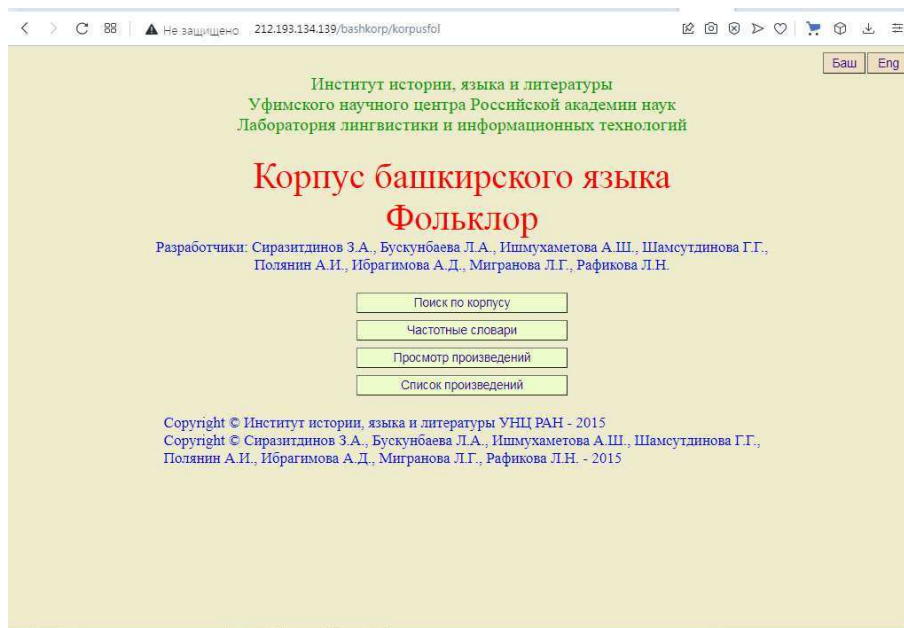 Не защищено 212.193.134.139/bashkorp/korpusfol
Баш Eng
Институт истории, языка и литературы
Уфимского научного центра Российской академии наук
Лаборатория лингвистики и информационных технологий
Корпус башкирского языка
Фольклор
Разработчики: Сиразитдинов З.А., Бускунбаева Л.А., Ишмухаметова А.Ш., Шамсутдинова Г.Г.,
Полянин А.И., Ибрагимова А.Д., Мигранова Л.Г., Рафикова Л.Н.
Поиск по корпусу
Частотные словари
Просмотр произведений
Список произведений
Copyright © Институт истории, языка и литературы УНЦ РАН - 2015
Copyright © Сиразитдинов З.А., Бускунбаева Л.А., Ишмухаметова А.Ш., Шамсутдинова Г.Г.,
Полянин А.И., Ибрагимова А.Д., Мигранова Л.Г., Рафикова Л.Н. - 2015